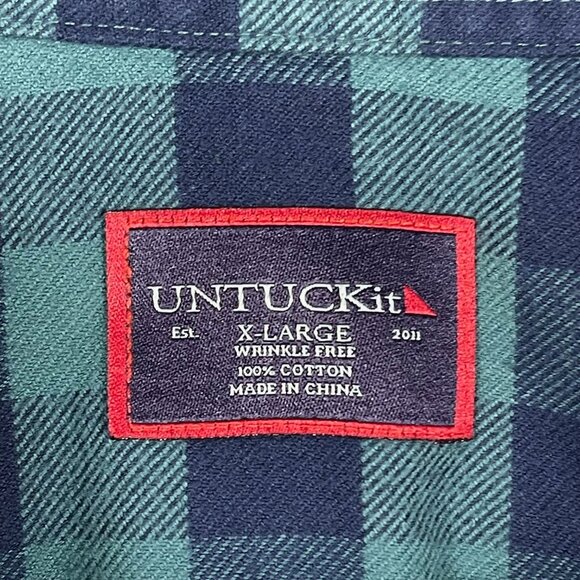 UNTUCKit
Est. X-LARGE 2011
WRINKLE FREE
100% COTTON
MADE IN CHINA